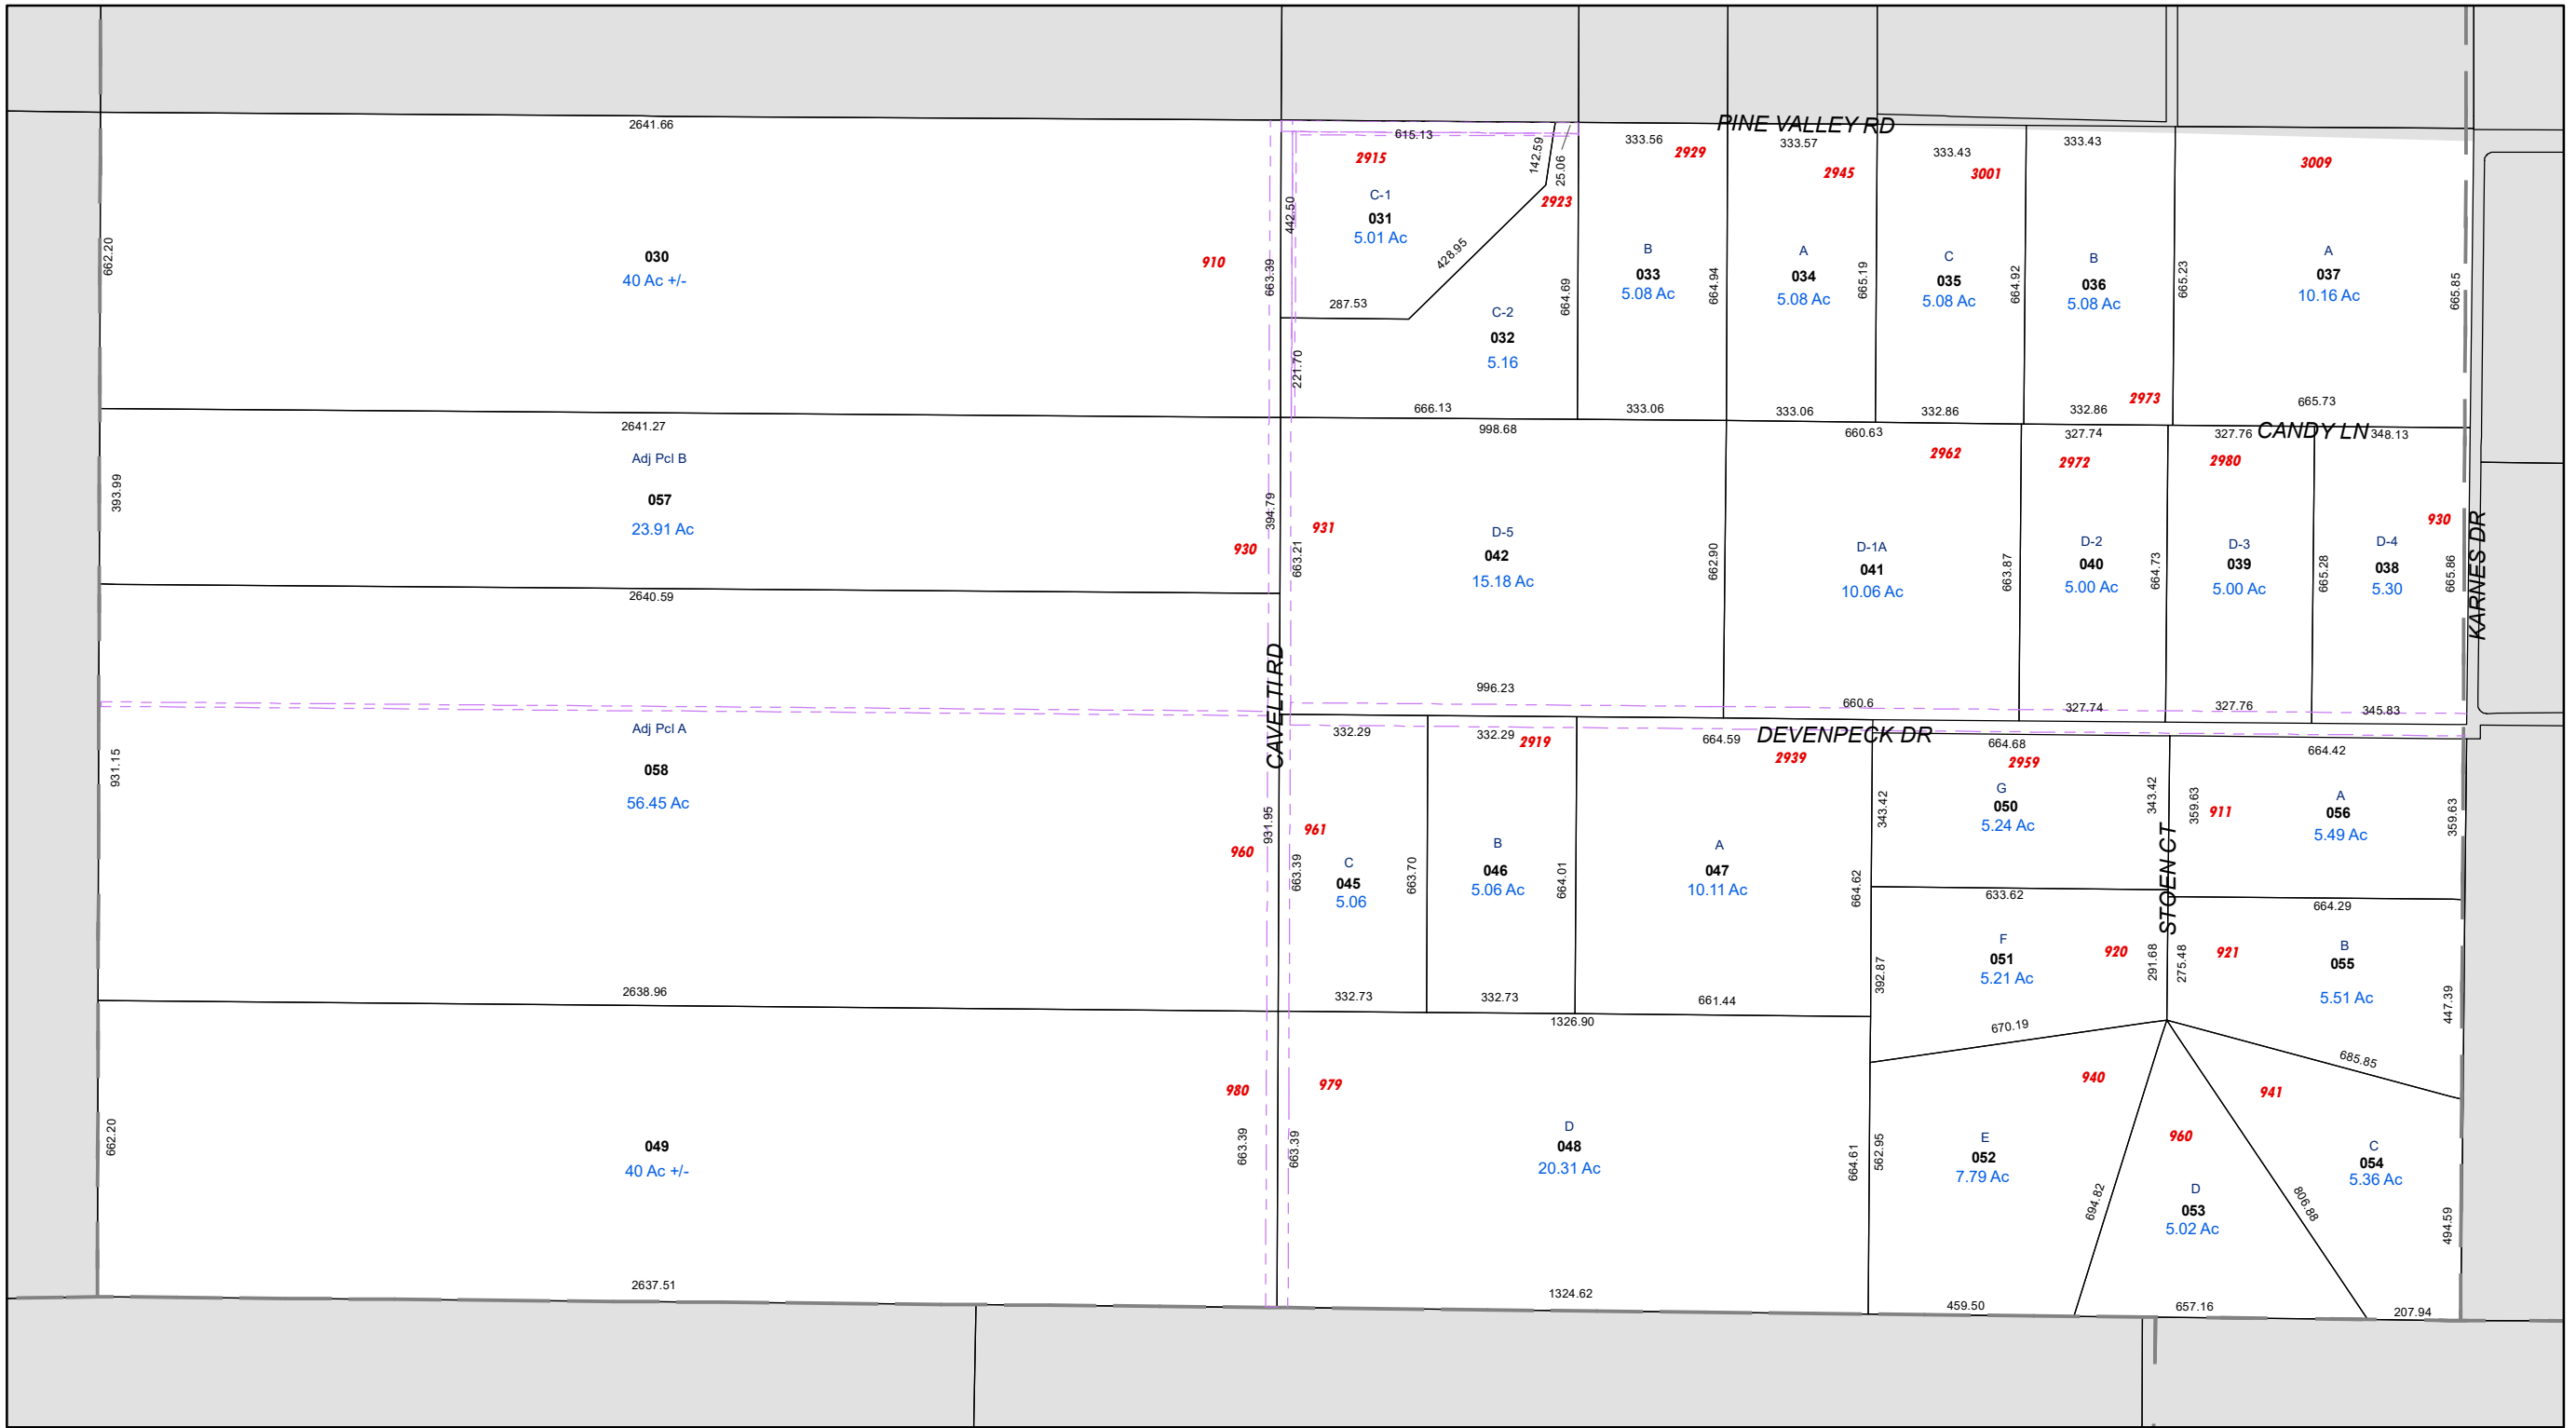 PINE VALLEY RD
2641.66
662.20
030
40 Ac +/-
910
663.39
615.13
2915
442.50
C-1
031
5.01 Ac
142.59
25.06
2923
428.95
287.53
C-2
032
5.16
221.70
664.69
666.13
333.56
2929
B
033
5.08 Ac
664.94
333.06
333.57
2945
A
034
5.08 Ac
665.19
333.06
333.43
3001
C
035
5.08 Ac
664.92
332.86
333.43
B
036
5.08 Ac
665.23
2973
332.86
3009
A
037
10.16 Ac
665.85
665.73
CANDY LN
2641.27
Adj Pcl B
393.99
057
23.91 Ac
394.79
930
2640.59
998.68
931
663.21
D-5
042
15.18 Ac
662.90
996.23
660.63
2962
D-1A
041
10.06 Ac
663.87
660.6
327.74
2972
D-2
040
5.00 Ac
664.73
327.74
327.76
2980
D-3
039
5.00 Ac
665.28
327.76
348.13
930
D-4
038
5.30
665.86
345.83
KARNES DR
CAVELTI RD
DEVENPECK DR
Adj Pcl A
931.15
058
56.45 Ac
931.95
960
2638.96
332.29
961
663.39
C
045
5.06
663.70
332.73
332.29
2919
B
046
5.06 Ac
664.01
332.73
664.59
2939
A
047
10.11 Ac
664.62
661.44
664.68
2959
343.42
G
050
5.24 Ac
343.42
633.62
664.42
359.63
911
A
056
5.49 Ac
359.63
664.29
STOEN CT
F
051
5.21 Ac
920
392.87
291.68
670.19
275.48
921
B
055
5.51 Ac
447.39
685.85
662.20
049
40 Ac +/-
980
663.39
2637.51
1326.90
979
663.39
D
048
20.31 Ac
664.61
1324.62
562.95
940
E
052
7.79 Ac
694.82
459.50
960
D
053
5.02 Ac
806.88
657.16
941
C
054
5.36 Ac
494.59
207.94